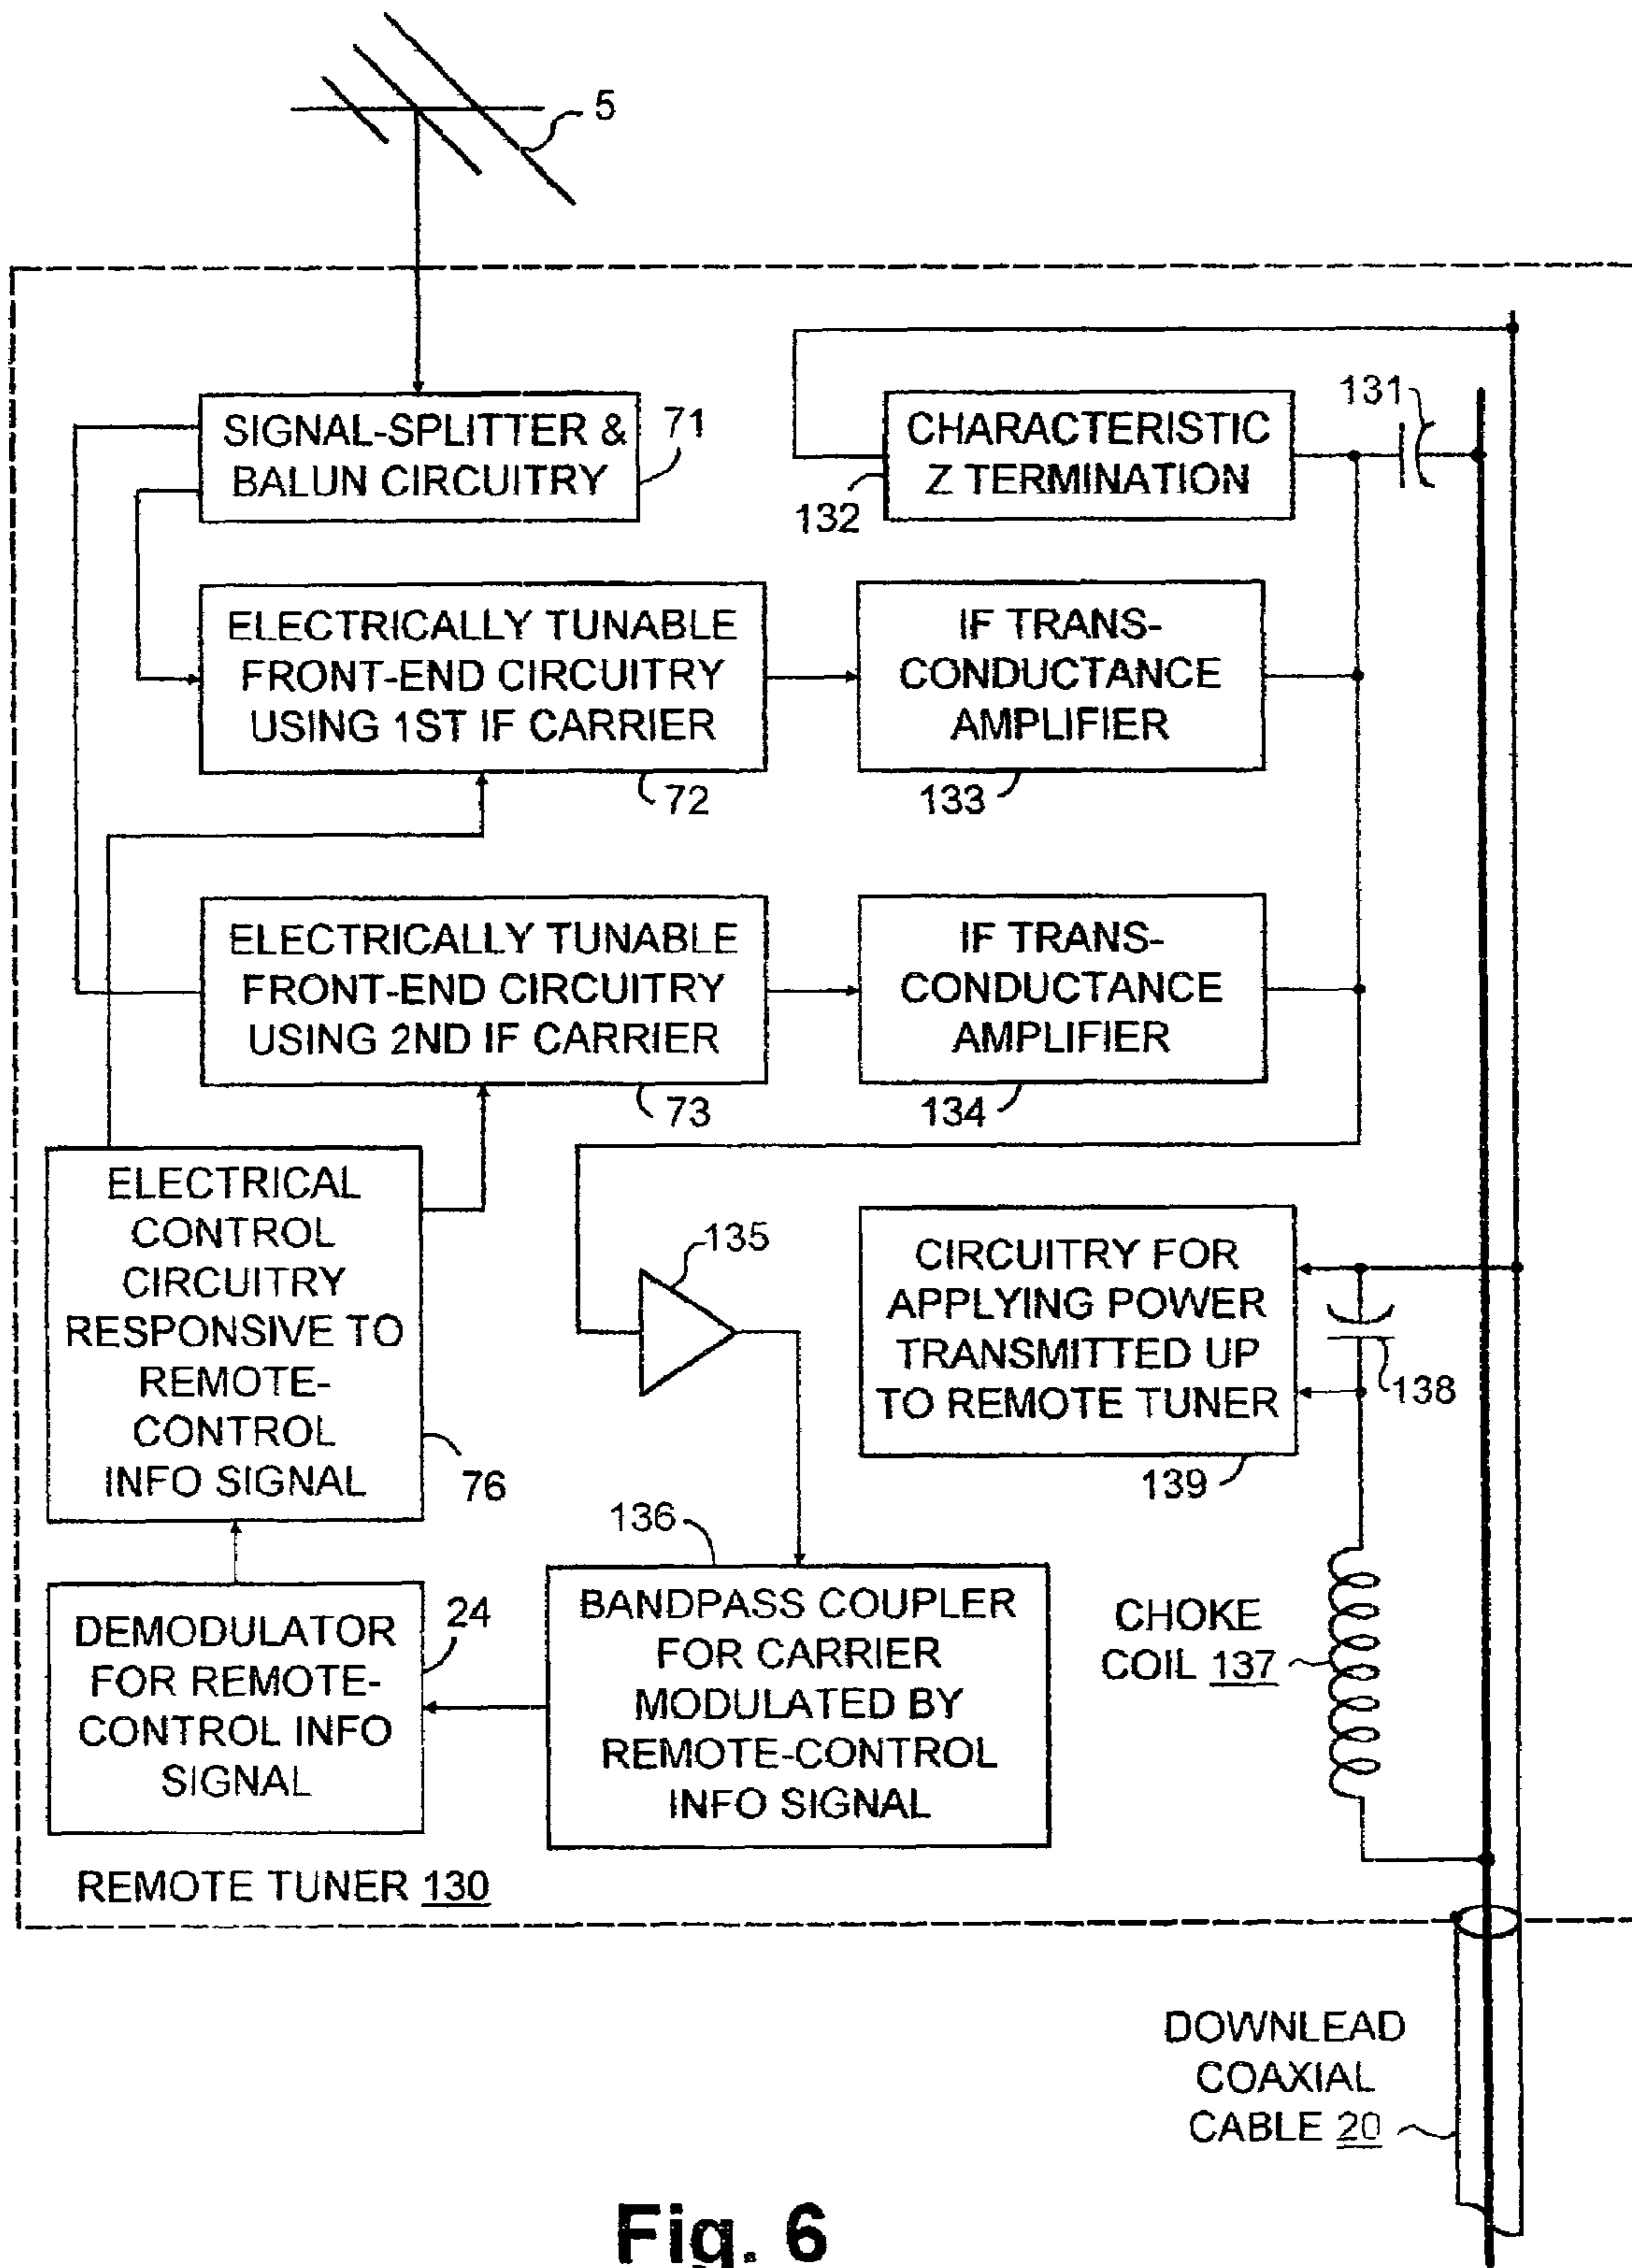 5
SIGNAL-SPLITTER &
BALUN CIRCUITRY
71
CHARACTERISTIC
Z TERMINATION
132
131
ELECTRICALLY TUNABLE
FRONT-END CIRCUITRY
USING 1ST IF CARRIER
72
IF TRANS-
CONDUCTANCE
AMPLIFIER
133
ELECTRICALLY TUNABLE
FRONT-END CIRCUITRY
USING 2ND IF CARRIER
73
IF TRANS-
CONDUCTANCE
AMPLIFIER
134
ELECTRICAL
CONTROL
CIRCUITRY
RESPONSIVE TO
REMOTE-
CONTROL
INFO SIGNAL
76
135
CIRCUITRY FOR
APPLYING POWER
TRANSMITTED UP
TO REMOTE TUNER
139
138
136
DEMODULATOR
FOR REMOTE-
CONTROL INFO
SIGNAL
24
BANDPASS COUPLER
FOR CARRIER
MODULATED BY
REMOTE-CONTROL
INFO SIGNAL
CHOKE
COIL 137
REMOTE TUNER 130
DOWNLEAD
COAXIAL
CABLE 20
Fig. 6